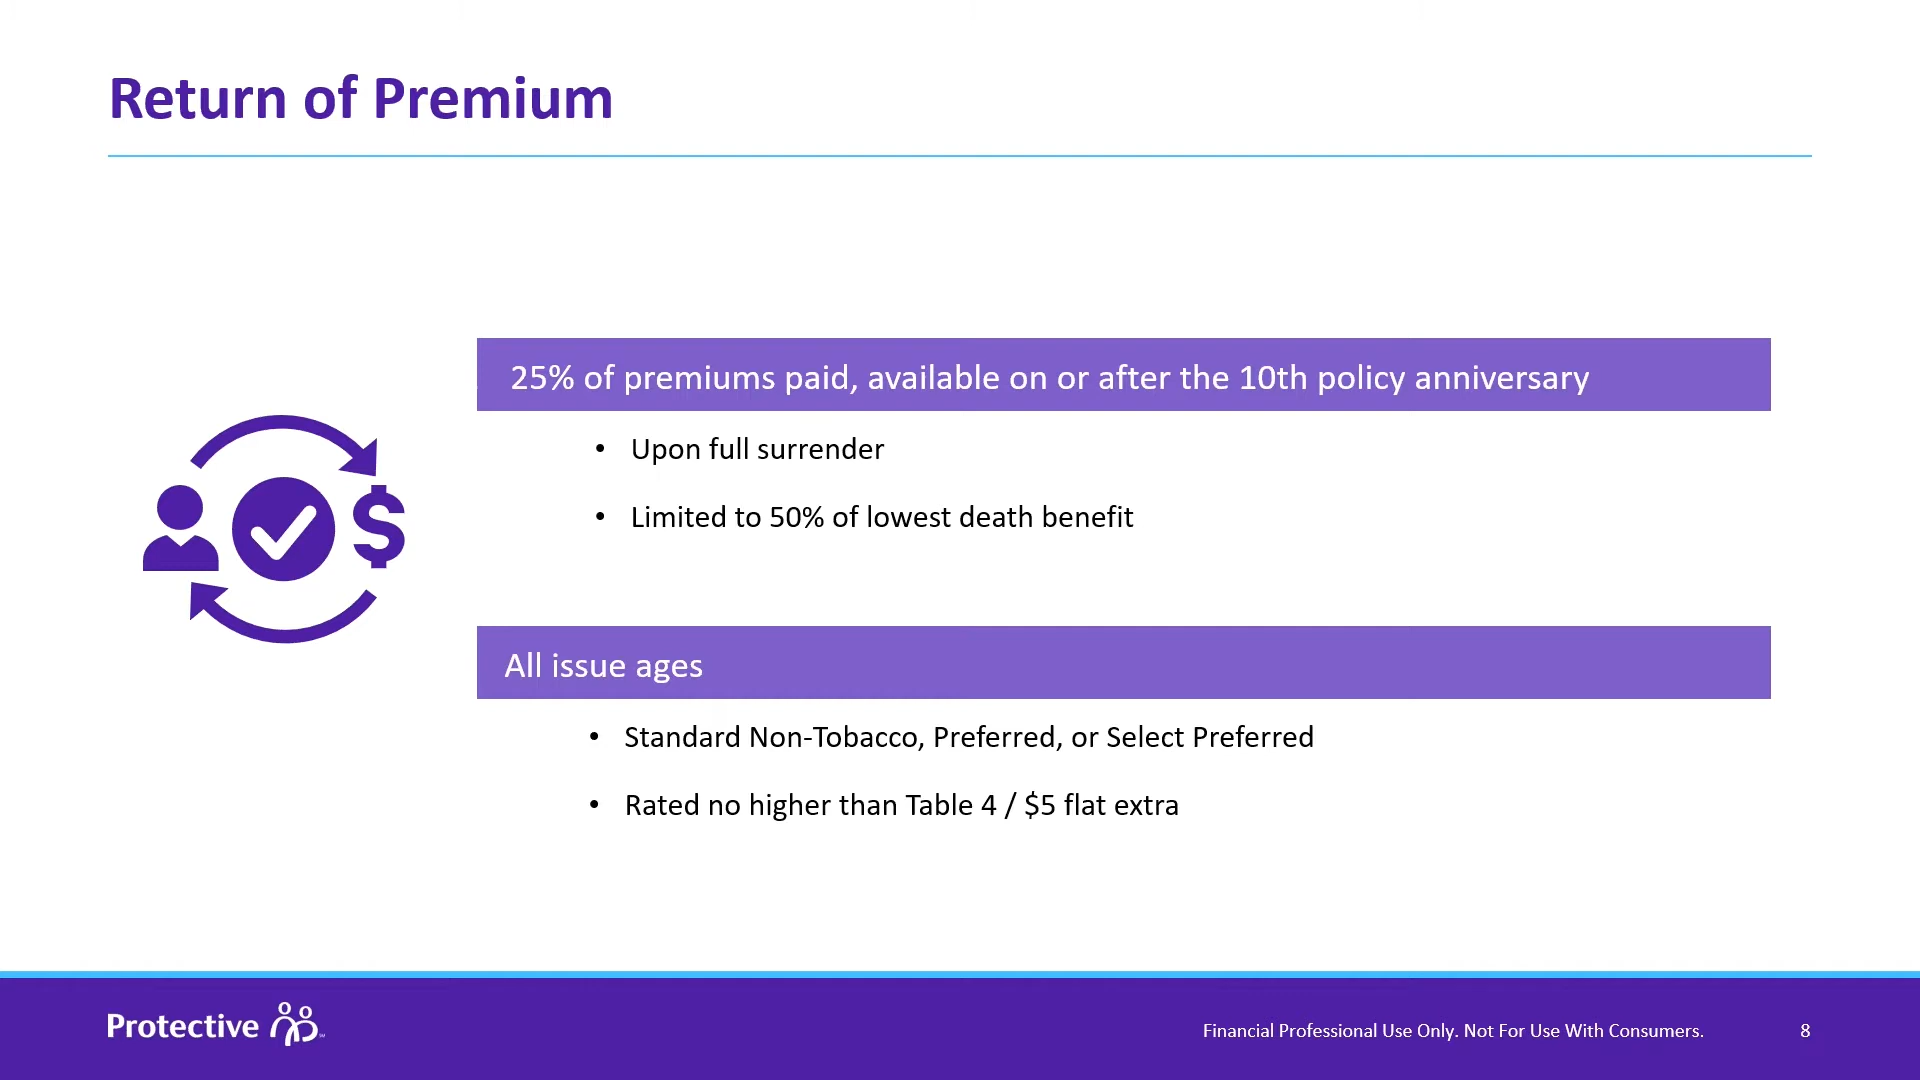 Return of Premium
25% of premiums paid, available on or after the 10th policy anniversary
• Upon full surrender
• Limited to 50% of lowest death benefit
$
All issue ages
• Standard Non-Tobacco, Preferred, or Select Preferred
• Rated no higher than Table 4 / $5 flat extra
Protective
Financial Professional Use Only. Not For Use With Consumers.
8